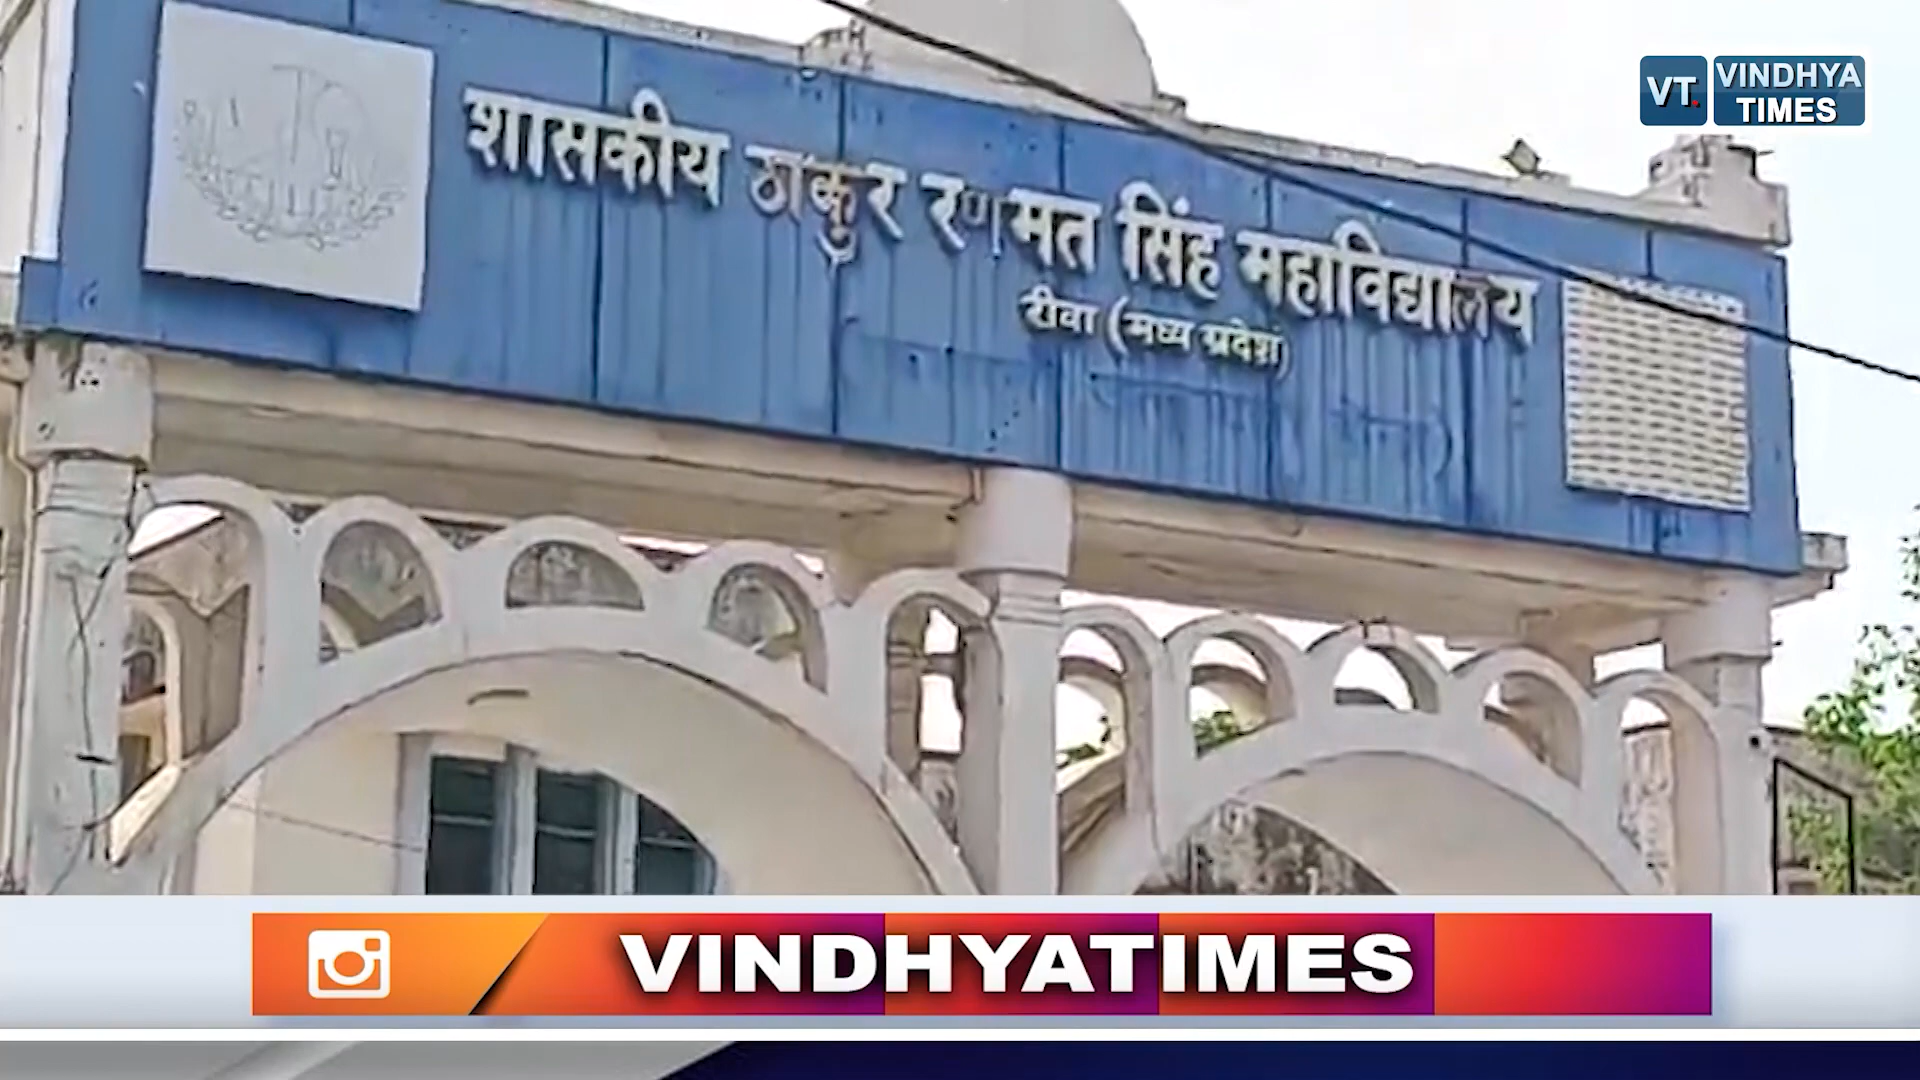 VT. VINDHYA
TIMES
शासकीय ठाकुर रणमत सिंह महाविद्यालय
रीवा (मध्य प्रदेश)
VINDHYATIMES